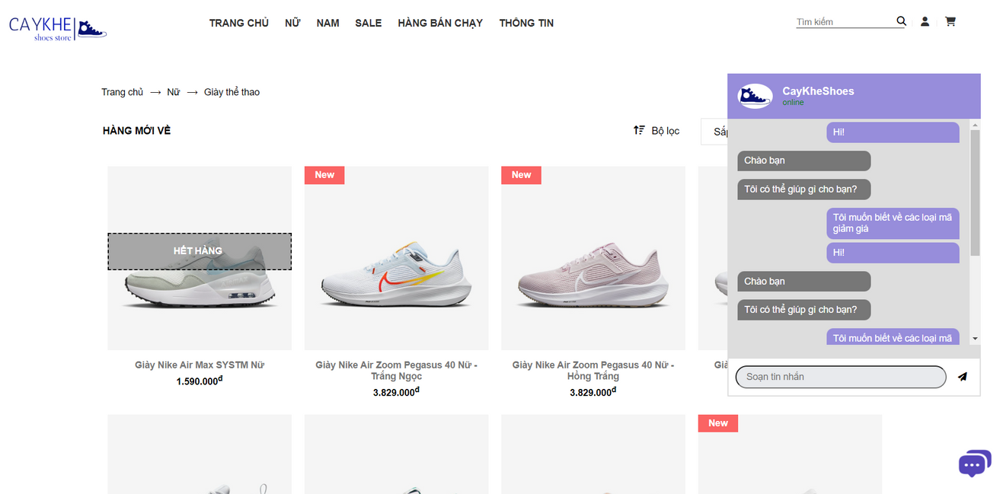 CAYKHE
shoes store
TRANG CHỦ NỮ NAM SALE HÀNG BÁN CHẠY THÔNG TIN
Tìm kiếm
Trang chủ → Nữ → Giày thể thao
HÀNG MỚI VỀ
Bộ lọc
HẾT HÀNG
Giày Nike Air Max SYSTM Nữ
1.590.000đ
New
Giày Nike Air Zoom Pegasus 40 Nữ -
Trắng Ngọc
3.829.000đ
New
Giày Nike Air Zoom Pegasus 40 Nữ -
Hồng Trắng
3.829.000đ
New
CayKheShoes
online
Hi!
Chào bạn
Tôi có thể giúp gì cho bạn?
Tôi muốn biết về các loại mã
giảm giá
Hi!
Chào bạn
Tôi có thể giúp gì cho bạn?
Tôi muốn biết về các loại mã
Soạn tin nhắn